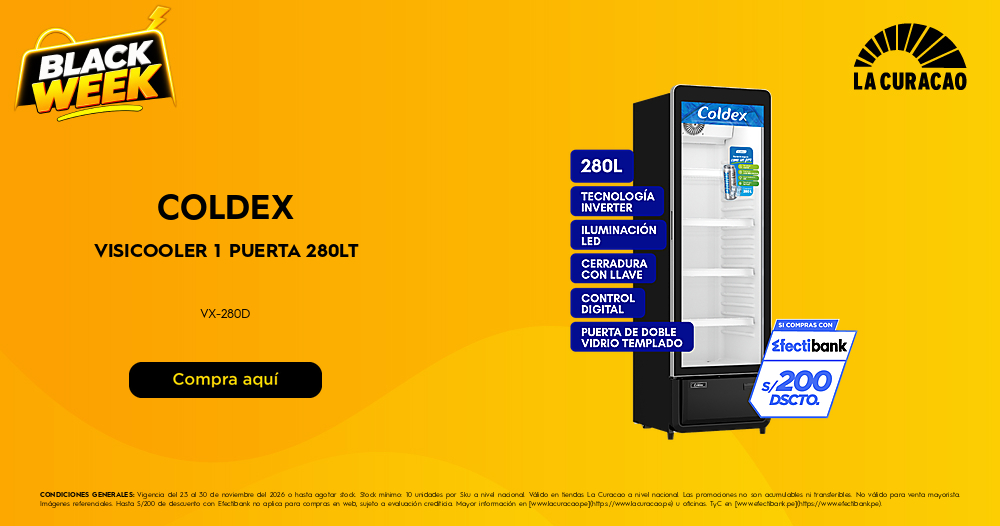 BLACK
WEEK
LA CURACAO
Coldex
280L
TECNOLOGÍA
INVERTER
ILUMINACIÓN
LED
CERRADURA
CON LLAVE
CONTROL
DIGITAL
PUERTA DE DOBLE
VIDRIO TEMPLADO
COLDEX
VISICOOLER 1 PUERTA 280LT
VX-280D
Compra aquí
SI COMPRAS CON
Efectibank
S/200
DSCTO.
CONDICIONES GENERALES: Vigencia del 23 al 30 de noviembre del 2026 o hasta agotar stock. Stock mínimo: 10 unidades por Sku a nivel nacional. Válido en tiendas La Curacao a nivel nacional. Las promociones no son acumulables ni transferibles. No válido para venta mayorista.
Imágenes referenciales. Hasta S/200 de descuento con Efectibank no aplica para compras en web, sujeto a evaluación crediticia. Mayor información en [www.lacuracao.pe](https://www.lacuracao.pe) u oficinas. TyC en [www.efectibank.pe](https://www.efectibank.pe).